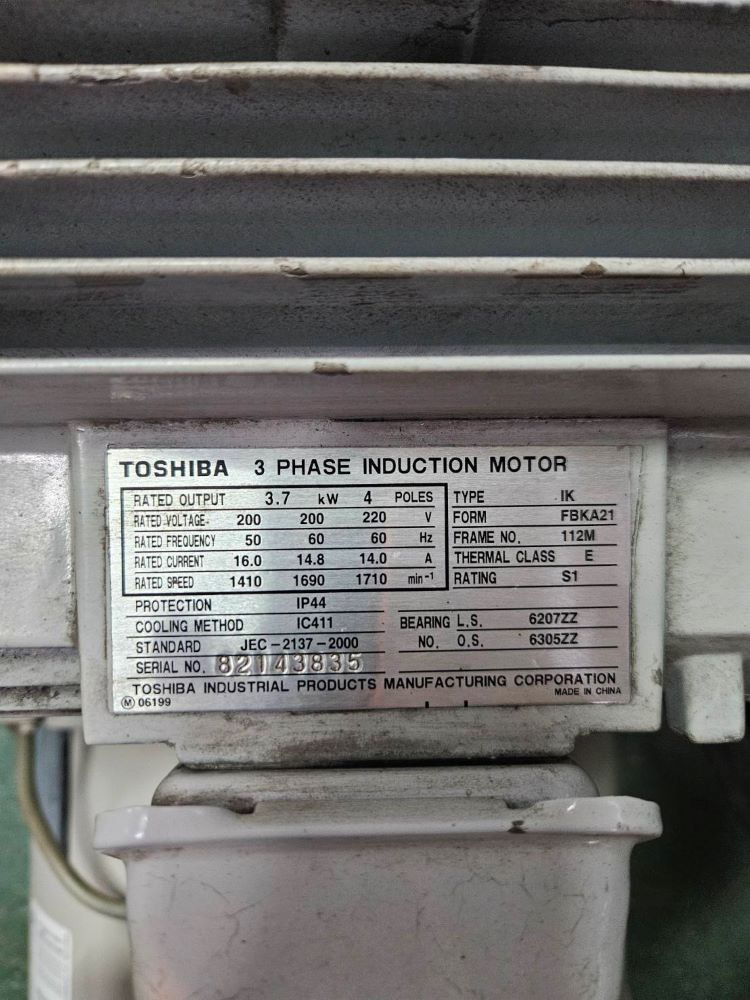 TOSHIBA 3 PHASE INDUCTION MOTOR
RATED OUTPUT 3.7 kW 4 POLES
RATED VOLTAGE 200 200 220 V
RATED FREQUENCY 50 60 60 Hz
RATED CURRENT 16.0 14.8 14.0 A
RATED SPEED 1410 1690 1710 min-1
TYPE IK
FORM FBKA21
FRAME NO. 112M
THERMAL CLASS E
RATING S1
PROTECTION IP44
COOLING METHOD IC411
STANDARD JEC-2137-2000
SERIAL NO. 82143835
BEARING L.S. 6207ZZ
NO. O.S. 6305ZZ
TOSHIBA INDUSTRIAL PRODUCTS MANUFACTURING CORPORATION
Ⓜ 06199
MADE IN CHINA